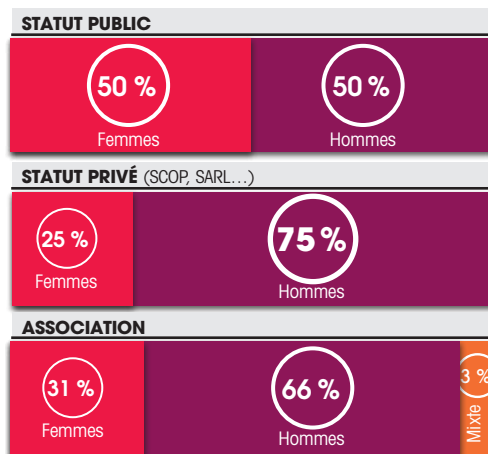 STATUT PUBLIC
50 % 50 %
Femmes Hommes
STATUT PRIVÉ (SCOP, SARL...)
25 % 75 %
Femmes Hommes
ASSOCIATION
31 % 66 % 3 %
Femmes Hommes Mixte